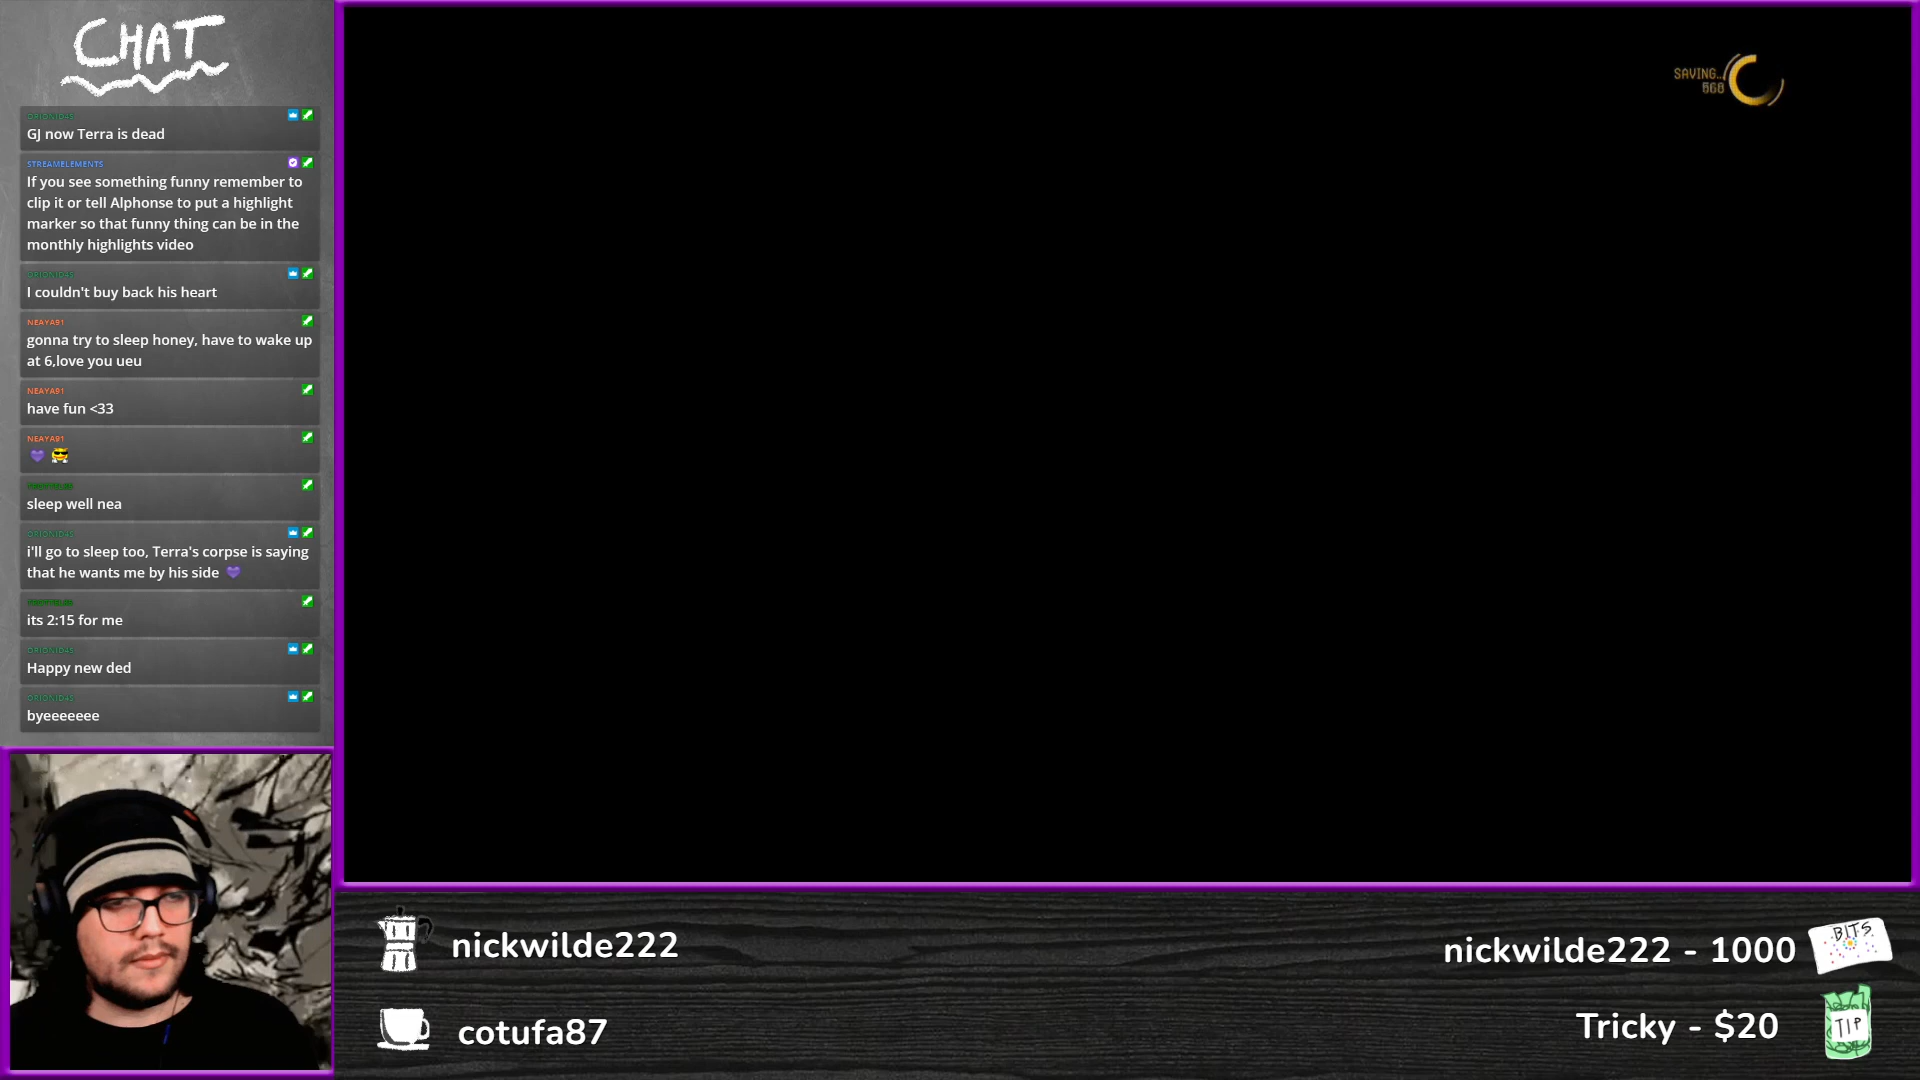 CHAT
ORION1D4S
GJ now Terra is dead
STREAMELEMENTS
If you see something funny remember to
clip it or tell Alphonse to put a highlight
marker so that funny thing can be in the
monthly highlights video
I couldn't buy back his heart
NEAYA91
gonna try to sleep honey, have to wake up
at 6,love you ueu
NEAYA91
have fun <33
NEAYA91
sleep well nea
i'll go to sleep too, Terra's corpse is saying
that he wants me by his side
its 2:15 for me
Happy new ded
byeeeeeee
SAVING...
nickwilde222
cotufa87
nickwilde222 - 1000
BITS
Tricky - $20
TIP